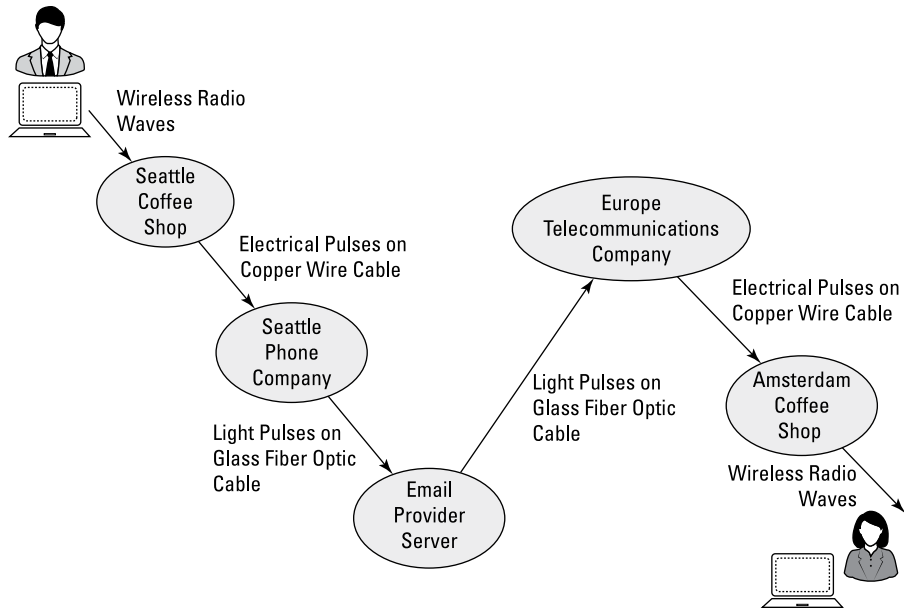 Wireless Radio
Waves
Seattle
Coffee
Shop
Electrical Pulses on
Copper Wire Cable
Seattle
Phone
Company
Light Pulses on
Glass Fiber Optic
Cable
Email
Provider
Server
Light Pulses on
Glass Fiber Optic
Cable
Europe
Telecommunications
Company
Electrical Pulses on
Copper Wire Cable
Amsterdam
Coffee
Shop
Wireless Radio
Waves